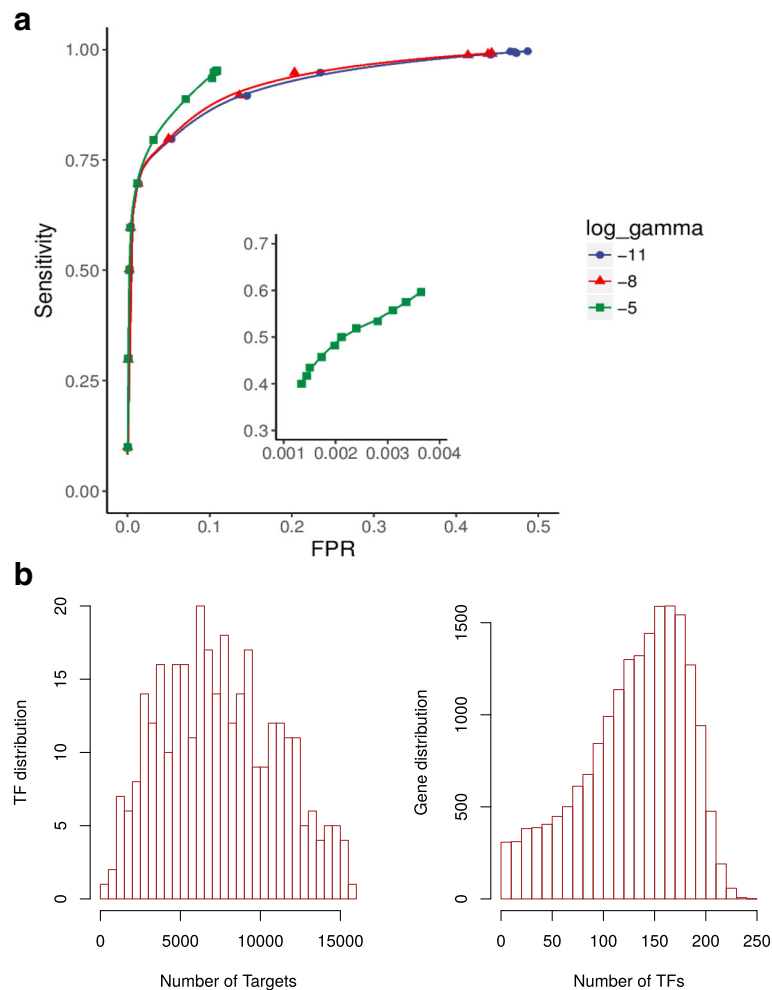 a
Sensitivity
1.00
0.75
0.50
0.25
0.00
0.0 0.1 0.2 0.3 0.4 0.5
FPR
0.7
0.6
0.5
0.4
0.3
0.001 0.002 0.003 0.004
log_gamma
-11
-8
-5
b
TF distribution
20
15
10
5
0
0 5000 10000 15000
Number of Targets
Gene distribution
1500
1000
500
0
0 50 100 150 200 250
Number of TFs